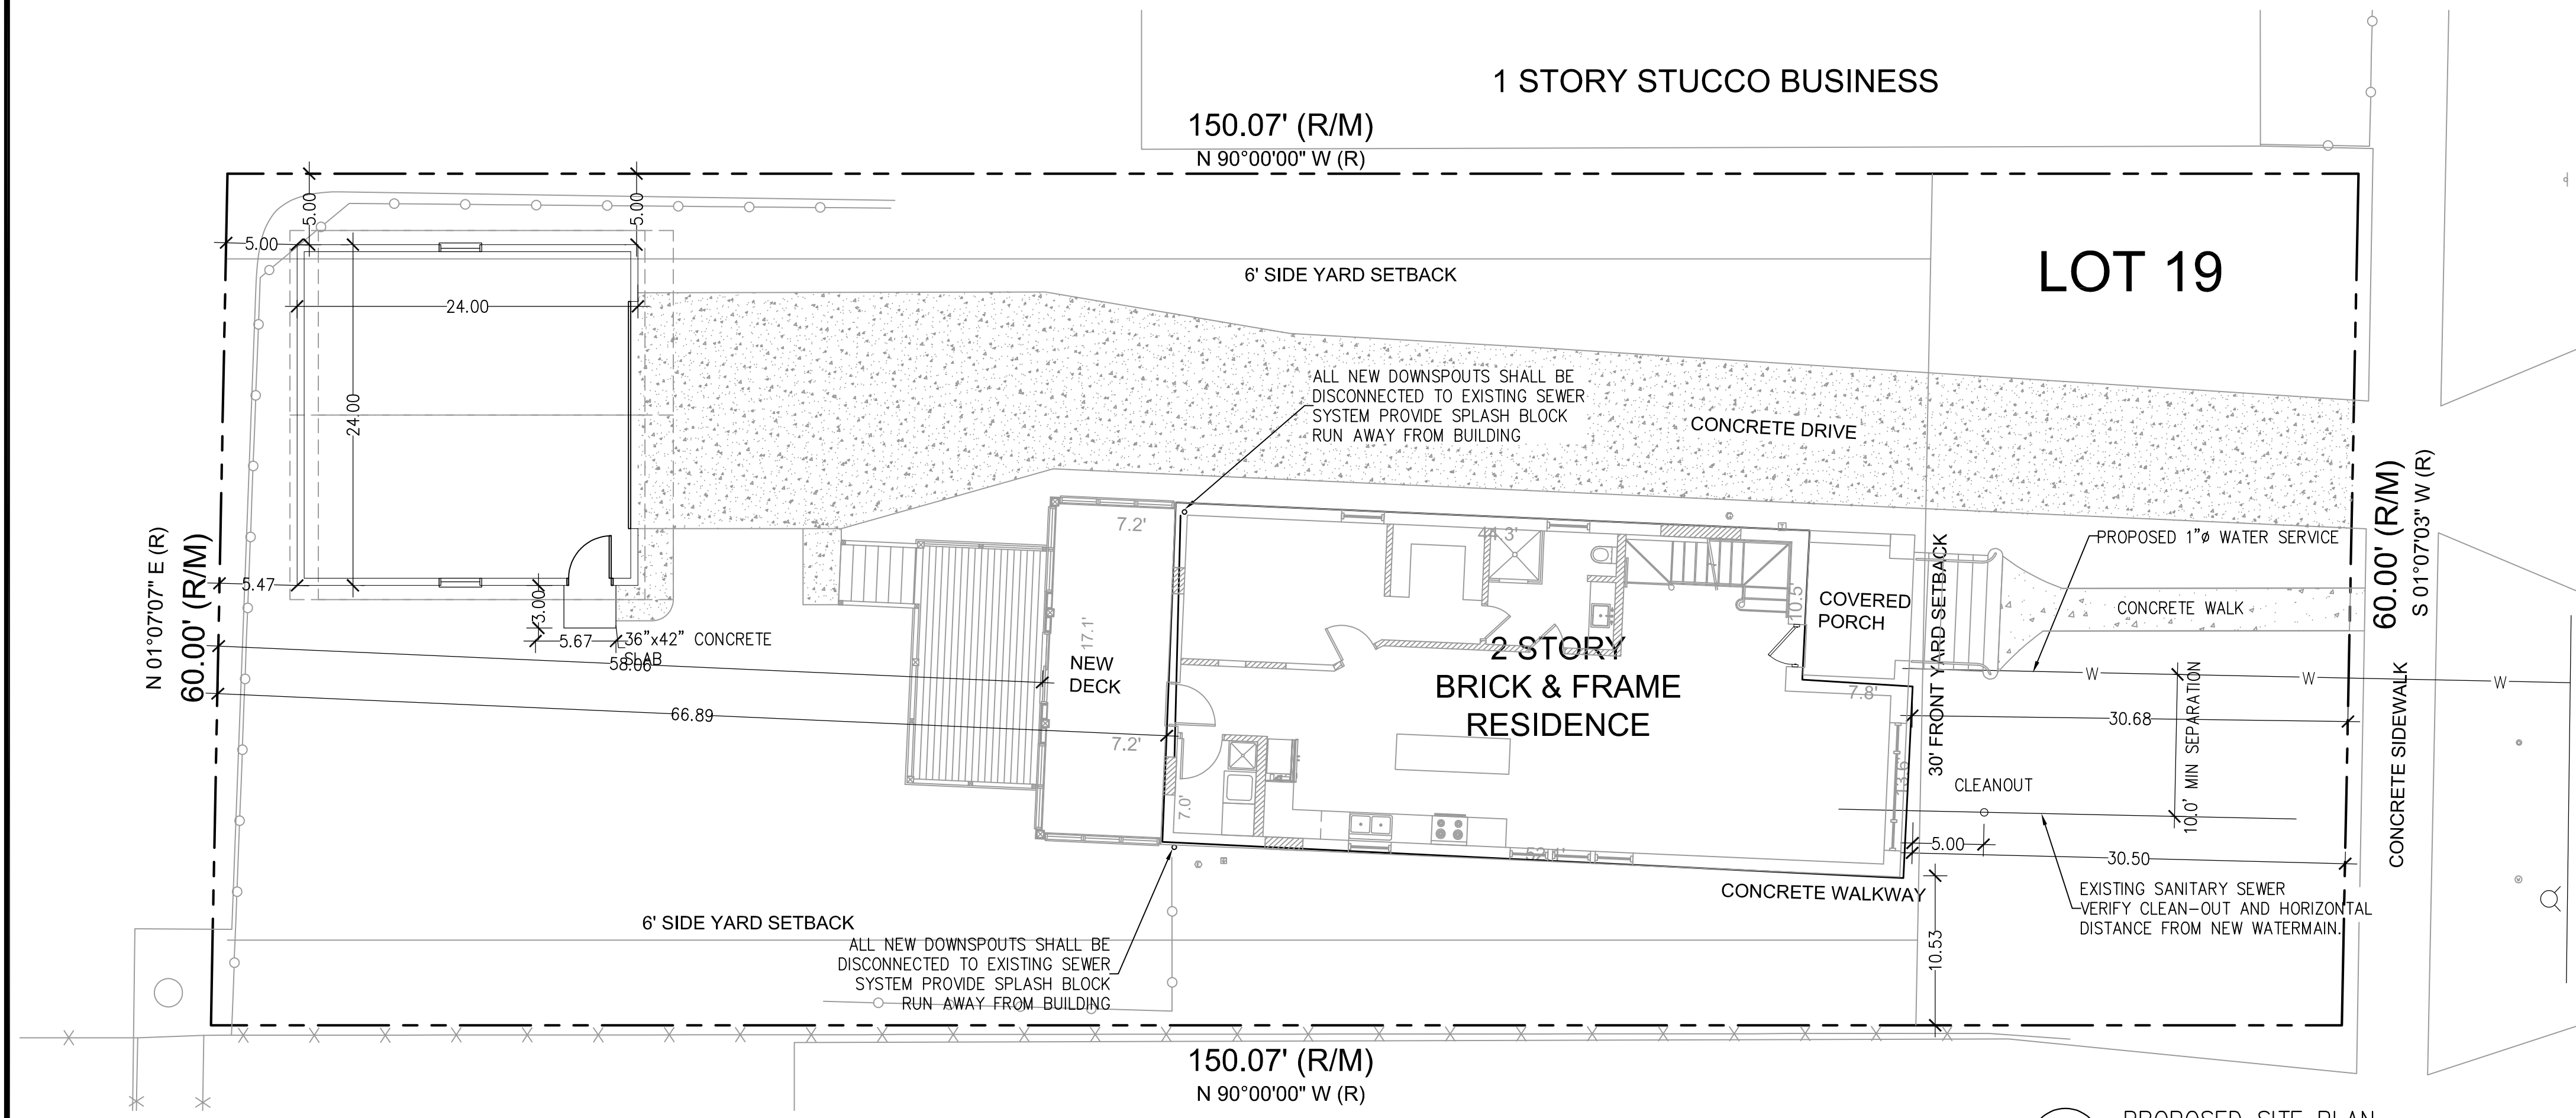 1 STORY STUCCO BUSINESS
150.07' (R/M)
N 90°00'00" W (R)
5.00
5.00
5.00
6' SIDE YARD SETBACK
LOT 19
24.00
24.00
ALL NEW DOWNSPOUTS SHALL BE
DISCONNECTED TO EXISTING SEWER
SYSTEM PROVIDE SPLASH BLOCK
RUN AWAY FROM BUILDING
CONCRETE DRIVE
N 01°07'07" E (R)
60.00' (R/M)
60.00' (R/M)
S 01°07'03" W (R)
7.2'
44.3'
PROPOSED 1"ø WATER SERVICE
5.47
3.00
5.67
36"x42" CONCRETE
SLAB
58.06
17.1'
NEW
DECK
10.5'
COVERED
PORCH
30' FRONT YARD SETBACK
CONCRETE WALK
2 STORY
BRICK & FRAME
RESIDENCE
7.8'
W
W
W
66.89
7.2'
30.68
10.0' MIN SEPARATION
CONCRETE SIDEWALK
7.0'
13.5'
CLEANOUT
5.00
30.50
CONCRETE WALKWAY
EXISTING SANITARY SEWER
VERIFY CLEAN-OUT AND HORIZONTAL
DISTANCE FROM NEW WATERMAIN.
6' SIDE YARD SETBACK
10.53
ALL NEW DOWNSPOUTS SHALL BE
DISCONNECTED TO EXISTING SEWER
SYSTEM PROVIDE SPLASH BLOCK
RUN AWAY FROM BUILDING
150.07' (R/M)
N 90°00'00" W (R)
PROPOSED SITE PLAN